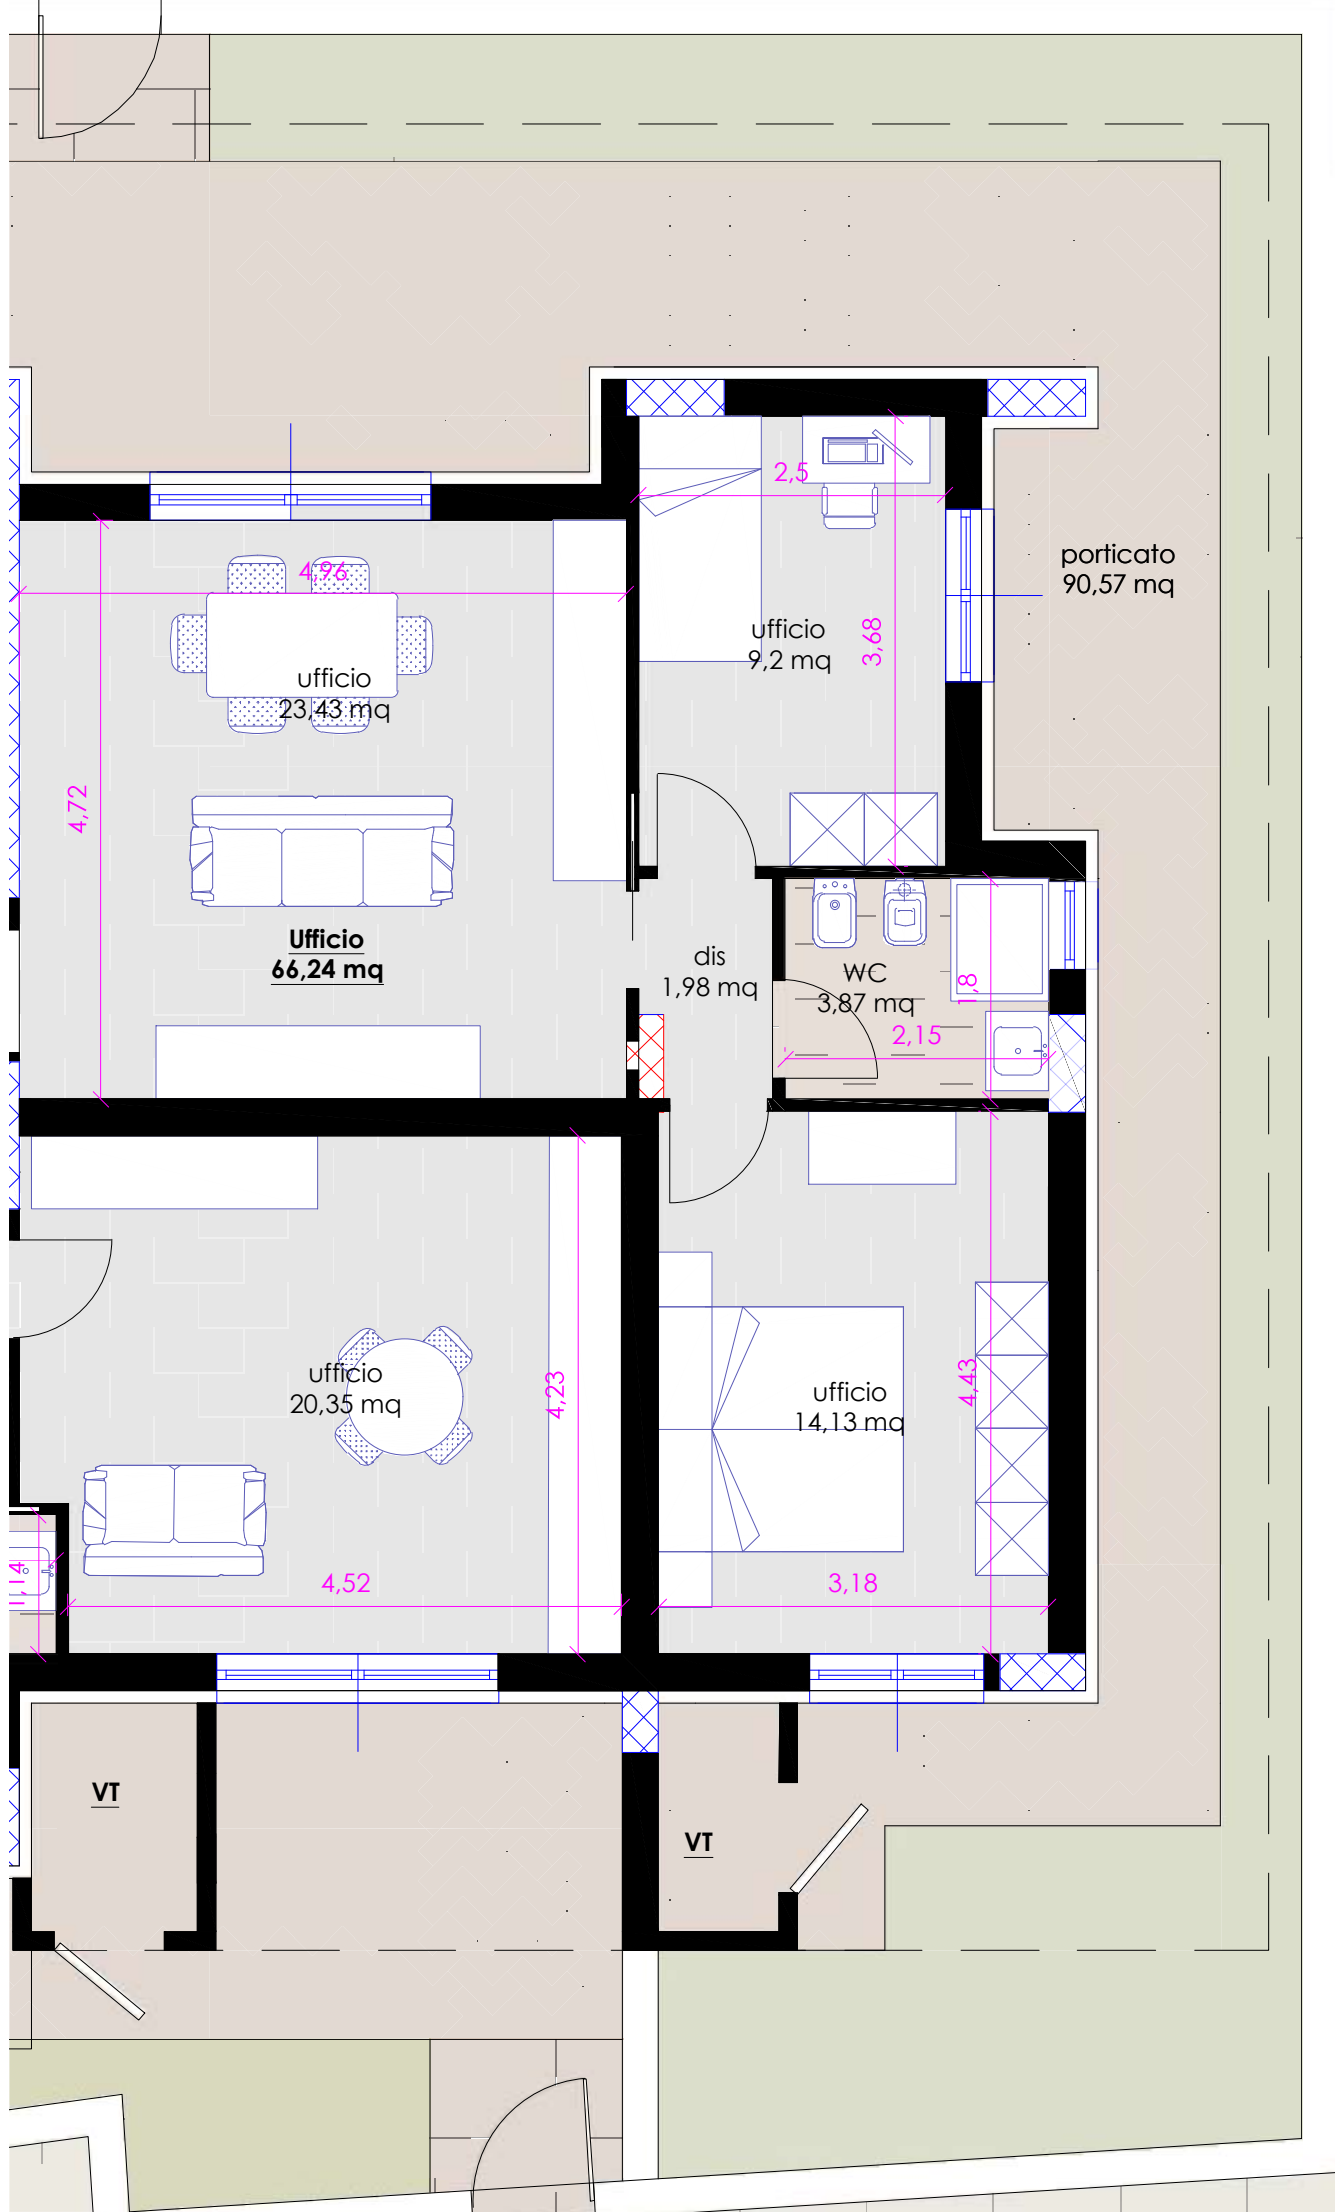 2,5
porticato
90,57 mq
4,96
ufficio
9,2 mq
3,68
ufficio
23,43 mq
4,72
Ufficio
66,24 mq
dis
1,98 mq
WC
3,87 mq
1,8
2,15
ufficio
20,35 mq
4,23
ufficio
14,13 mq
4,43
1,14
4,52
3,18
VT
VT